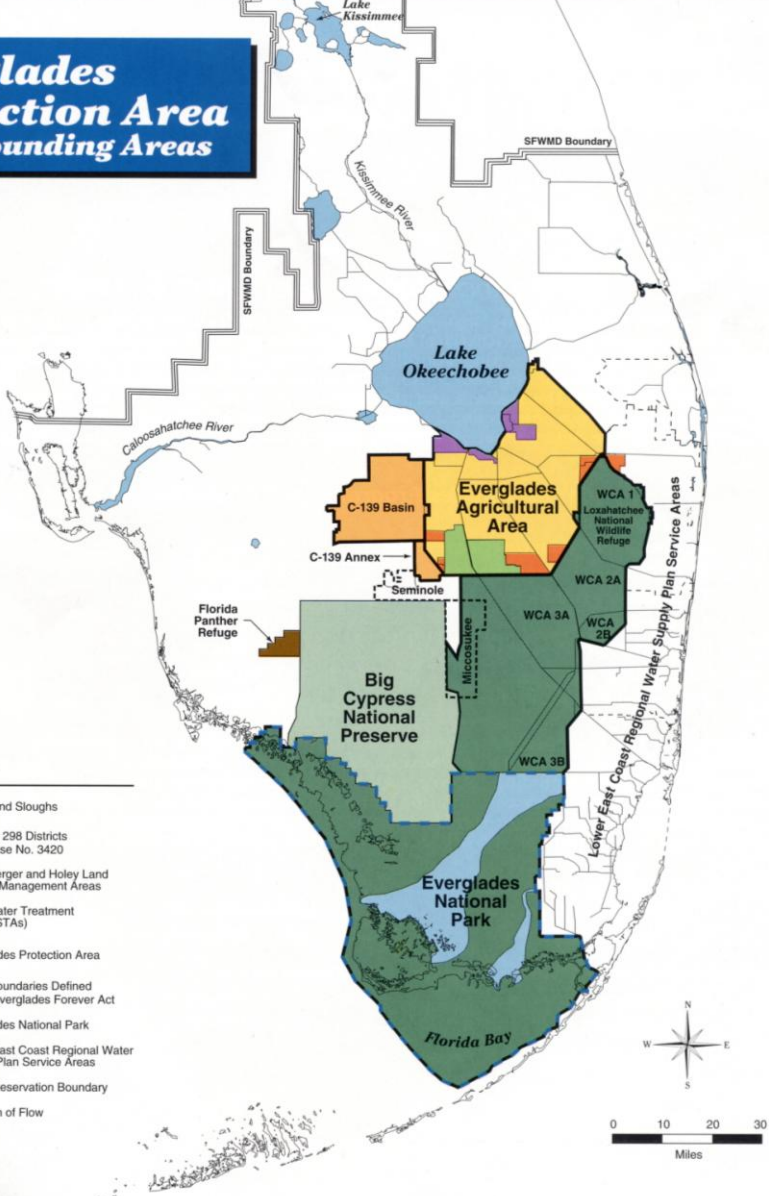 Lake
Kissimmee
lades
ction Area
ounding Areas
SFWMD Boundary
Kissimmee River
SFWMD Boundary
Lake
Okeechobee
Caloosahatchee River
Everglades
Agricultural
Area
C-139 Basin
WCA 1
Loxahatchee
National
Wildlife
Refuge
C-139 Annex
Seminole
WCA 2A
WCA 3A
WCA
2B
Florida
Panther
Refuge
Miccosukee
Big
Cypress
National
Preserve
Lower East Coast Regional Water Supply Plan Service Areas
WCA 3B
nd Sloughs
298 Districts
se No. 3420
erger and Holey Land
Management Areas
ater Treatment
STAs)
des Protection Area
oundaries Defined
verglades Forever Act
des National Park
ast Coast Regional Water
Plan Service Areas
eservation Boundary
n of Flow
Everglades
National
Park
Florida Bay
N
W E
S
0 10 20 30
Miles